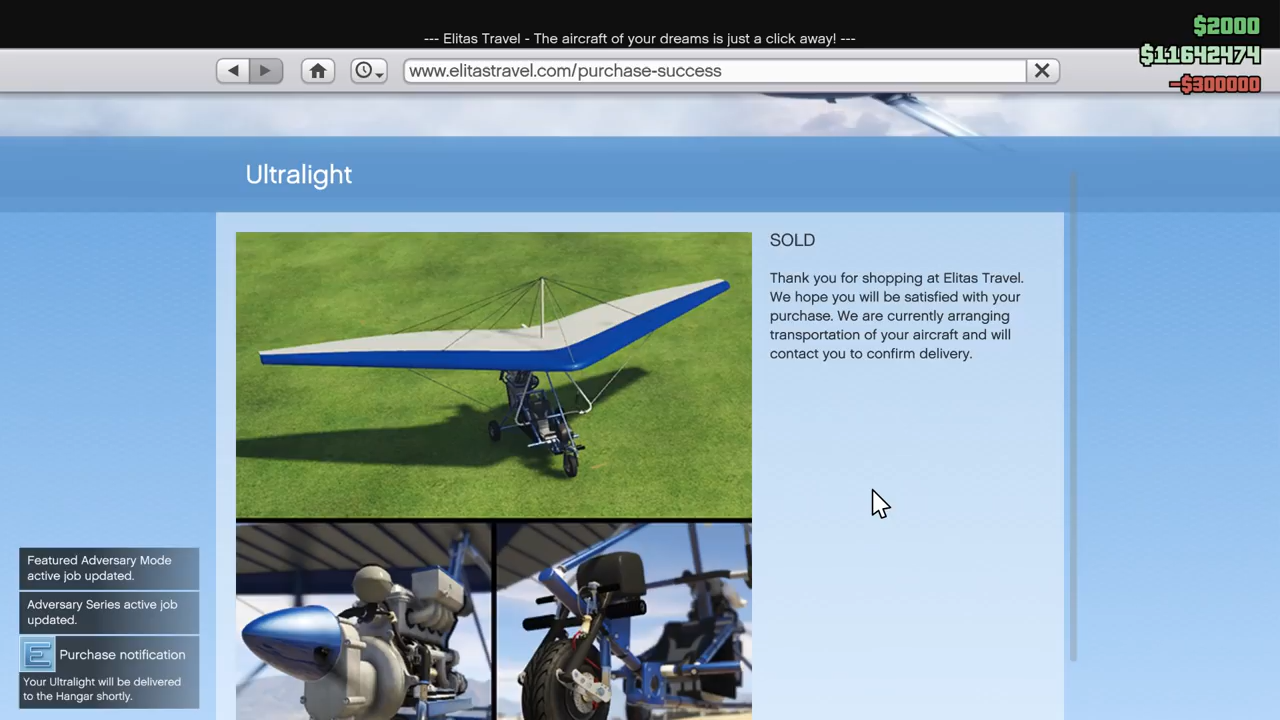 --- Elitas Travel - The aircraft of your dreams is just a click away! ---
$2000
$11642474
-$300000
www.elitastravel.com/purchase-success
Ultralight
SOLD
Thank you for shopping at Elitas Travel.
We hope you will be satisfied with your
purchase. We are currently arranging
transportation of your aircraft and will
contact you to confirm delivery.
Featured Adversary Mode
active job updated.
Adversary Series active job
updated.
E Purchase notification
Your Ultralight will be delivered
to the Hangar shortly.